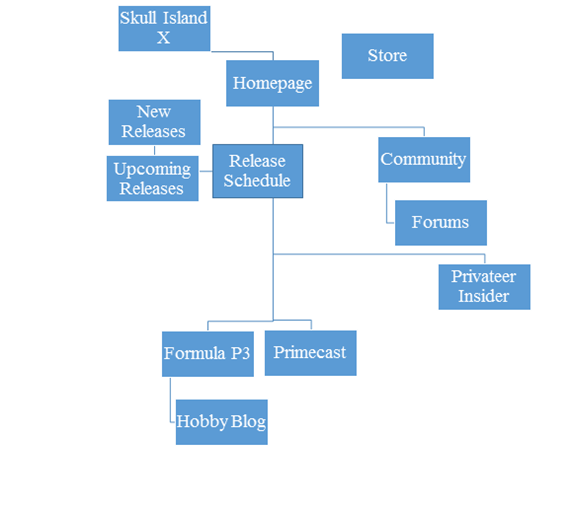 Skull Island
X
Store
Homepage
New
Releases
Upcoming
Releases
Release
Schedule
Community
Forums
Privateer
Insider
Formula P3
Primecast
Hobby Blog